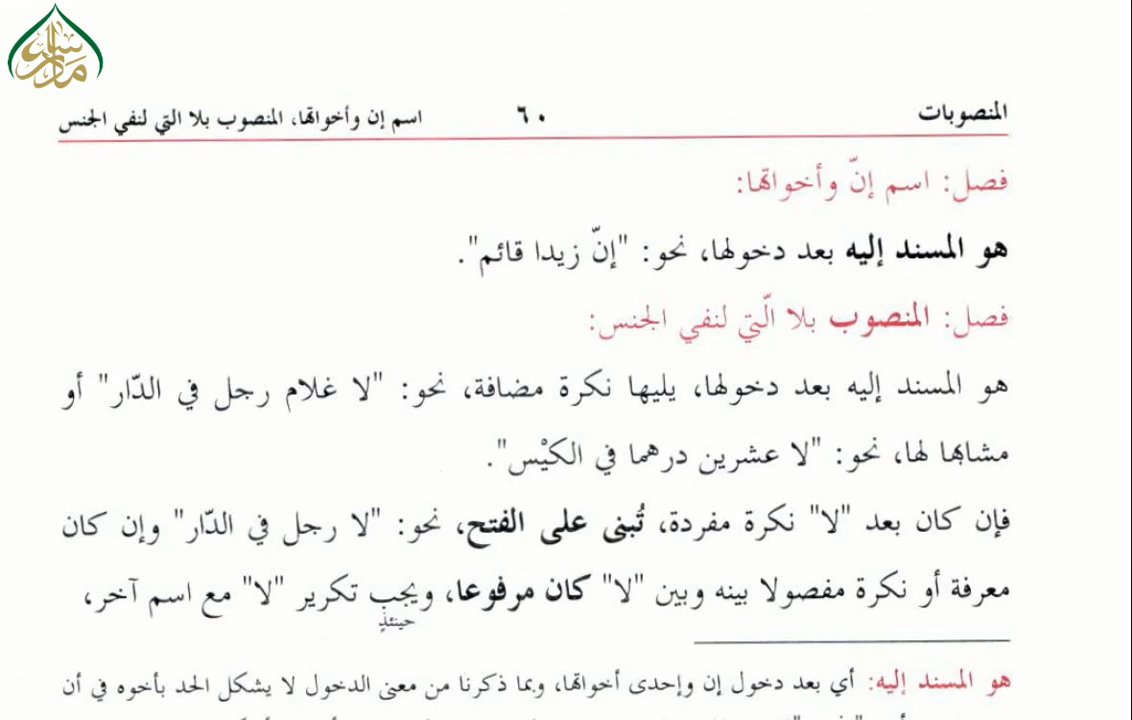 مدرسة
المنصوبات ٦٠ اسم إن وأخواتها، المنصوب بلا التي لنفي الجنس
فصل: اسم إنّ وأخواتها:
هو المسند إليه بعد دخولها، نحو: "إنّ زيدا قائم".
فصل: المنصوب بلا الّتي لنفي الجنس:
هو المسند إليه بعد دخولها، يليها نكرة مضافة، نحو: "لا غلام رجل في الدّار" أو
مشابها لها، نحو: "لا عشرين درهما في الكيْس".
فإن كان بعد "لا" نكرة مفردة، تُبنى على الفتح، نحو: "لا رجل في الدّار" وإن كان
معرفة أو نكرة مفصولا بينه وبين "لا" كان مرفوعا، ويجب تكرير "لا" مع اسم آخر،
حينئذٍ
هو المسند إليه: أي بعد دخول إن وإحدى أخواتها، وبما ذكرنا من معنى الدخول لا يشكل الحد بأخوه في أن